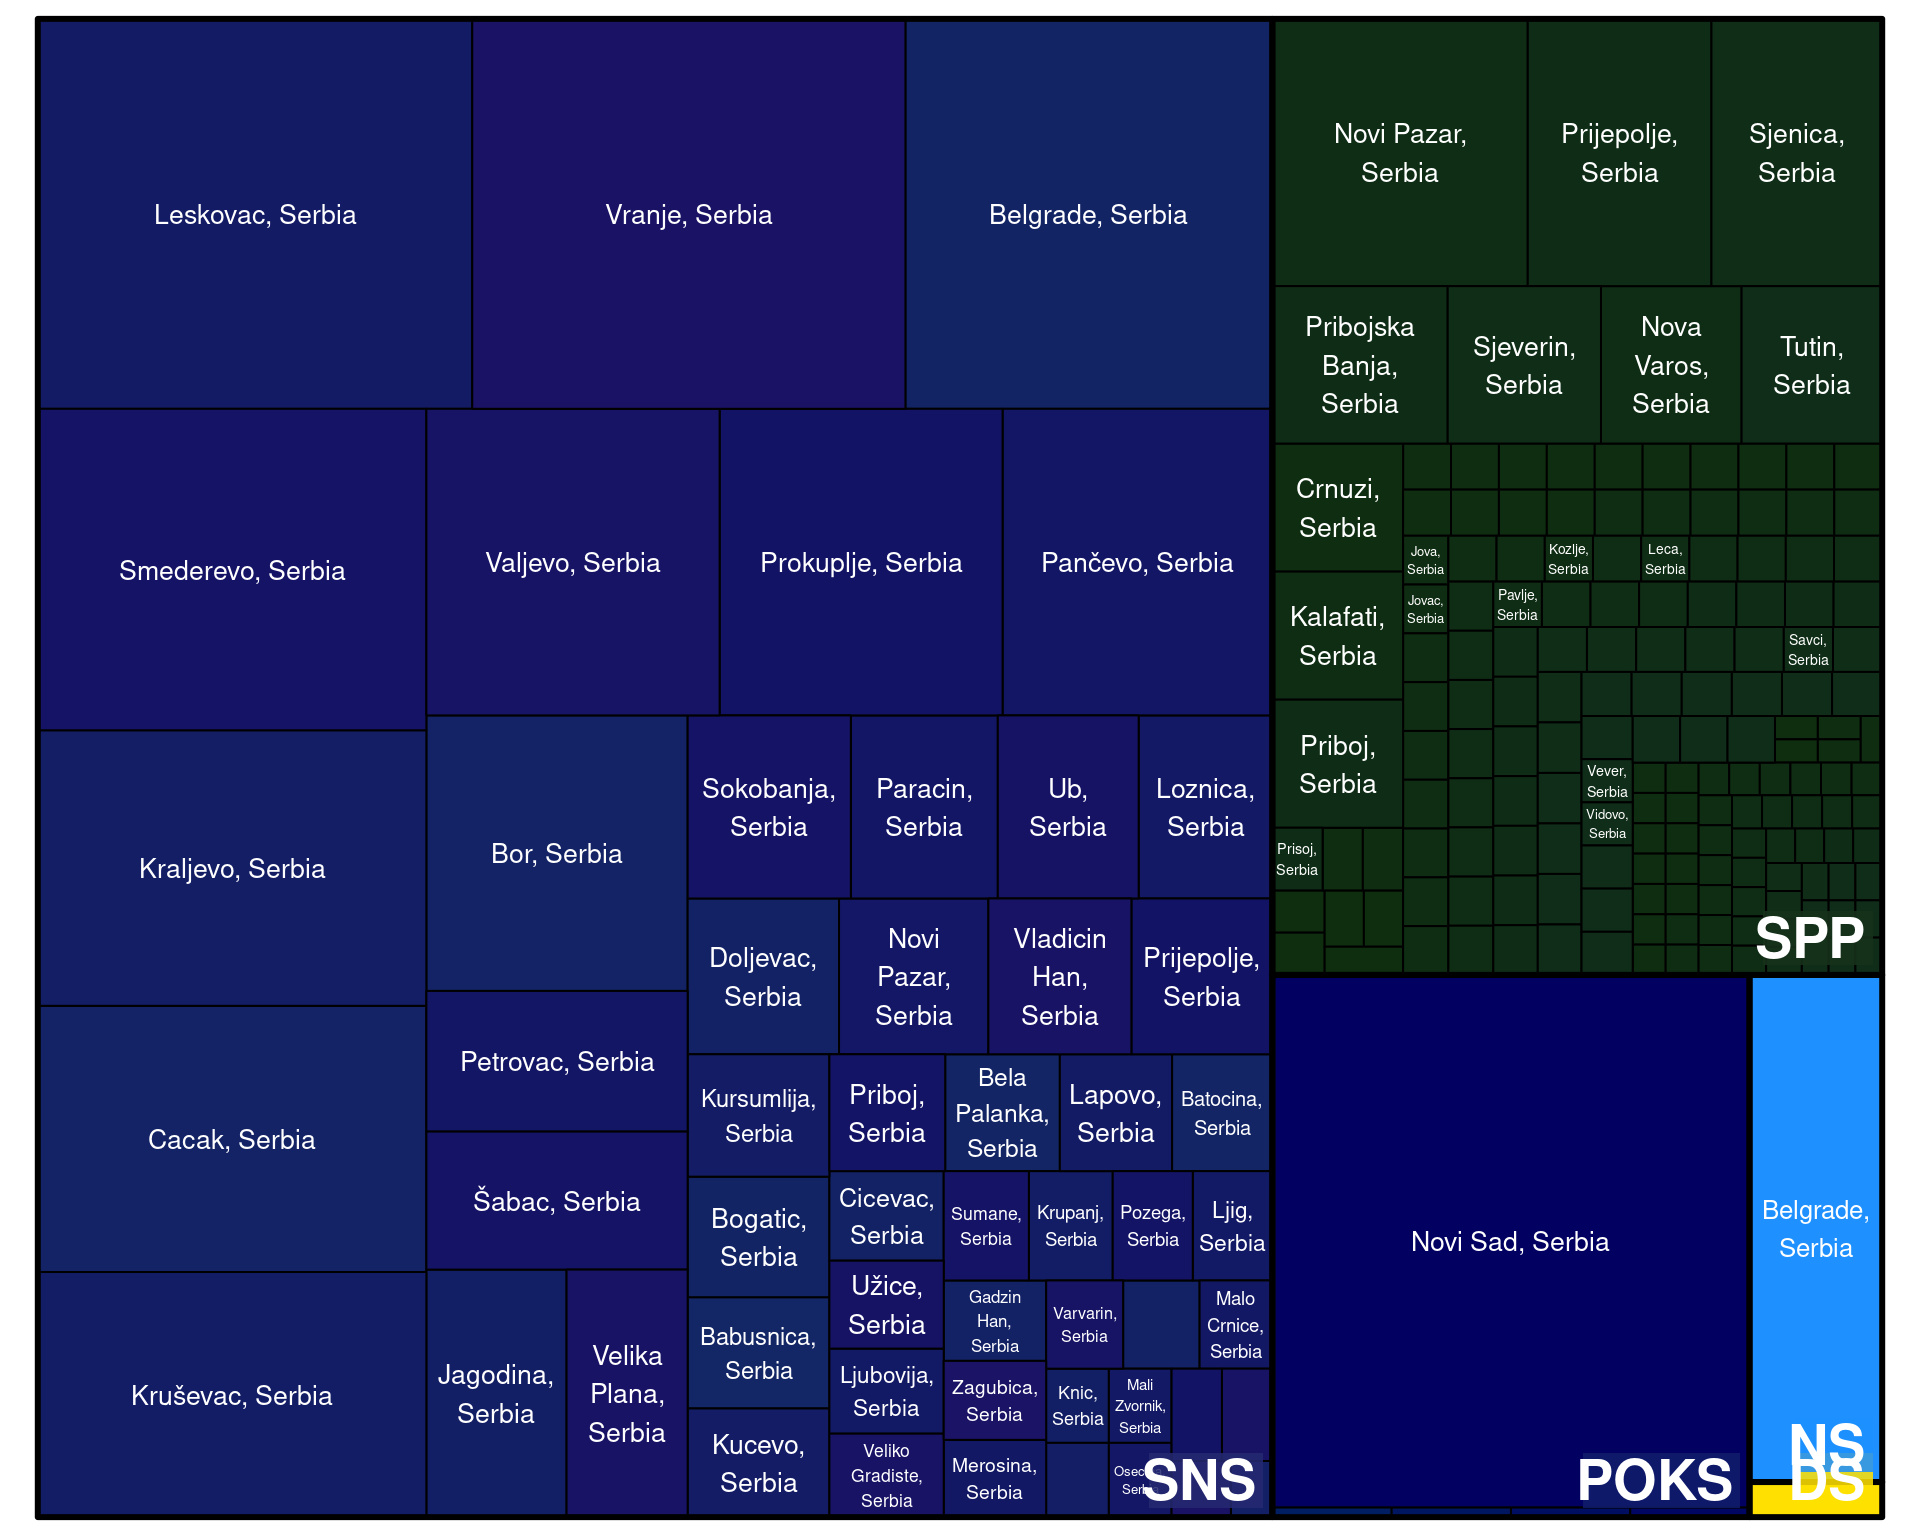 Leskovac, Serbia
Vranje, Serbia
Belgrade, Serbia
Smederevo, Serbia
Valjevo, Serbia
Prokuplje, Serbia
Pančevo, Serbia
Kraljevo, Serbia
Cacak, Serbia
Kruševac, Serbia
Bor, Serbia
Petrovac, Serbia
Šabac, Serbia
Jagodina,
Serbia
Velika
Plana,
Serbia
Sokobanja,
Serbia
Paracin,
Serbia
Ub,
Serbia
Loznica,
Serbia
Doljevac,
Serbia
Novi
Pazar,
Serbia
Vladicin
Han,
Serbia
Prijepolje,
Serbia
Kursumlija,
Serbia
Bogatic,
Serbia
Babusnica,
Serbia
Kucevo,
Serbia
Priboj,
Serbia
Bela
Palanka,
Serbia
Lapovo,
Serbia
Batocina,
Serbia
Cicevac,
Serbia
Užice,
Serbia
Ljubovija,
Serbia
Veliko
Gradiste,
Serbia
Sumane,
Serbia
Krupanj,
Serbia
Pozega,
Serbia
Ljig,
Serbia
Gadzin
Han,
Serbia
Zagubica,
Serbia
Merosina,
Serbia
Varvarin,
Serbia
Malo
Crnice,
Serbia
Knic,
Serbia
Mali
Zvornik,
Serbia
SNS
Novi Pazar,
Serbia
Prijepolje,
Serbia
Sjenica,
Serbia
Pribojska
Banja,
Serbia
Sjeverin,
Serbia
Nova
Varos,
Serbia
Tutin,
Serbia
Crnuzi,
Serbia
Kalafati,
Serbia
Priboj,
Serbia
Prisoj,
Serbia
Jova,
Serbia
Kozlje,
Serbia
Leca,
Serbia
Jovac,
Serbia
Pavlje,
Serbia
Savci,
Serbia
Vever,
Serbia
Vidovo,
Serbia
SPP
Novi Sad, Serbia
POKS
Belgrade,
Serbia
NS
DS